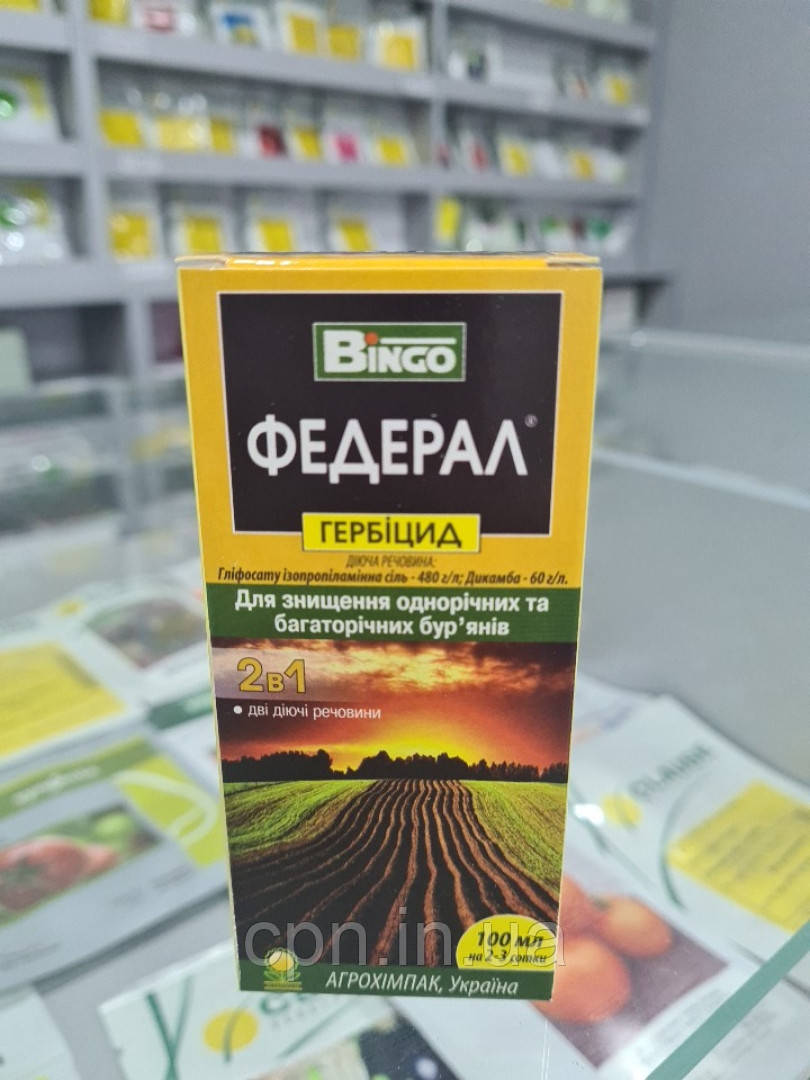 BINGO
ФЕДЕРАЛ®
ГЕРБІЦИД
ДІЮЧА РЕЧОВИНА:
Гліфосату ізопропіламінна сіль - 480 г/л; Дикамба - 60 г/л.
Для знищення однорічних та
багаторічних бур'янів
2в1
• дві діючі речовини
100 мл
на 2-3 сотки
cpn.in.ua
АГРОХІМПАК, Україна